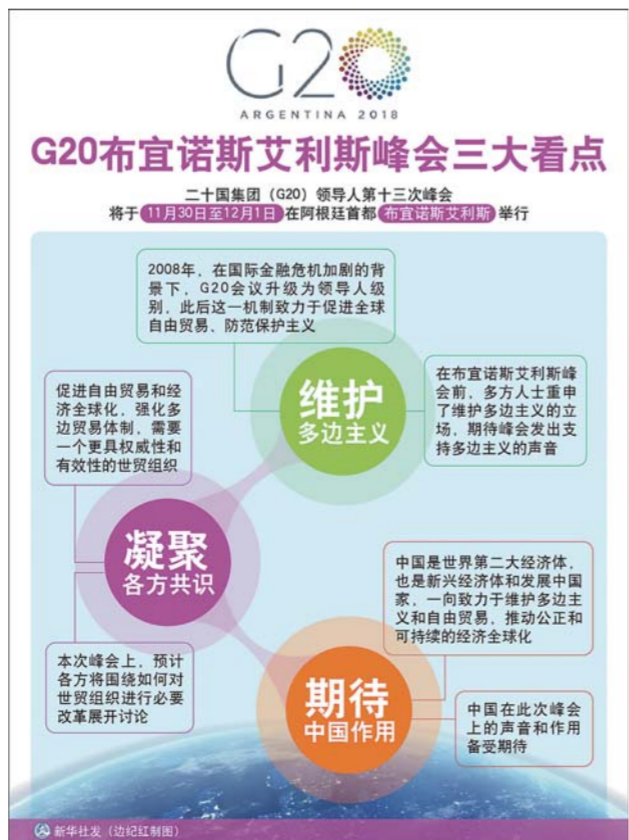 G20
ARGENTINA 2018
G20布宜诺斯艾利斯峰会三大看点
二十国集团（G20）领导人第十三次峰会
将于 11月30日至12月1日 在阿根廷首都 布宜诺斯艾利斯 举行
2008年，在国际金融危机加剧的背
景下，G20会议升级为领导人级
别，此后这一机制致力于促进全球
自由贸易、防范保护主义
维护
多边主义
在布宜诺斯艾利斯峰
会前，多方人士重申
了维护多边主义的立
场，期待峰会发出支
持多边主义的声音
促进自由贸易和经
济全球化，强化多
边贸易体制，需要
一个更具权威性和
有效性的世贸组织
凝聚
各方共识
本次峰会上，预计
各方将围绕如何对
世贸组织进行必要
改革展开讨论
中国是世界第二大经济体，
也是新兴经济体和发展中国
家，一向致力于维护多边主
义和自由贸易，推动公正和
可持续的经济全球化
期待
中国作用
中国在此次峰会
上的声音和作用
备受期待
新华社发（边纪红制图）